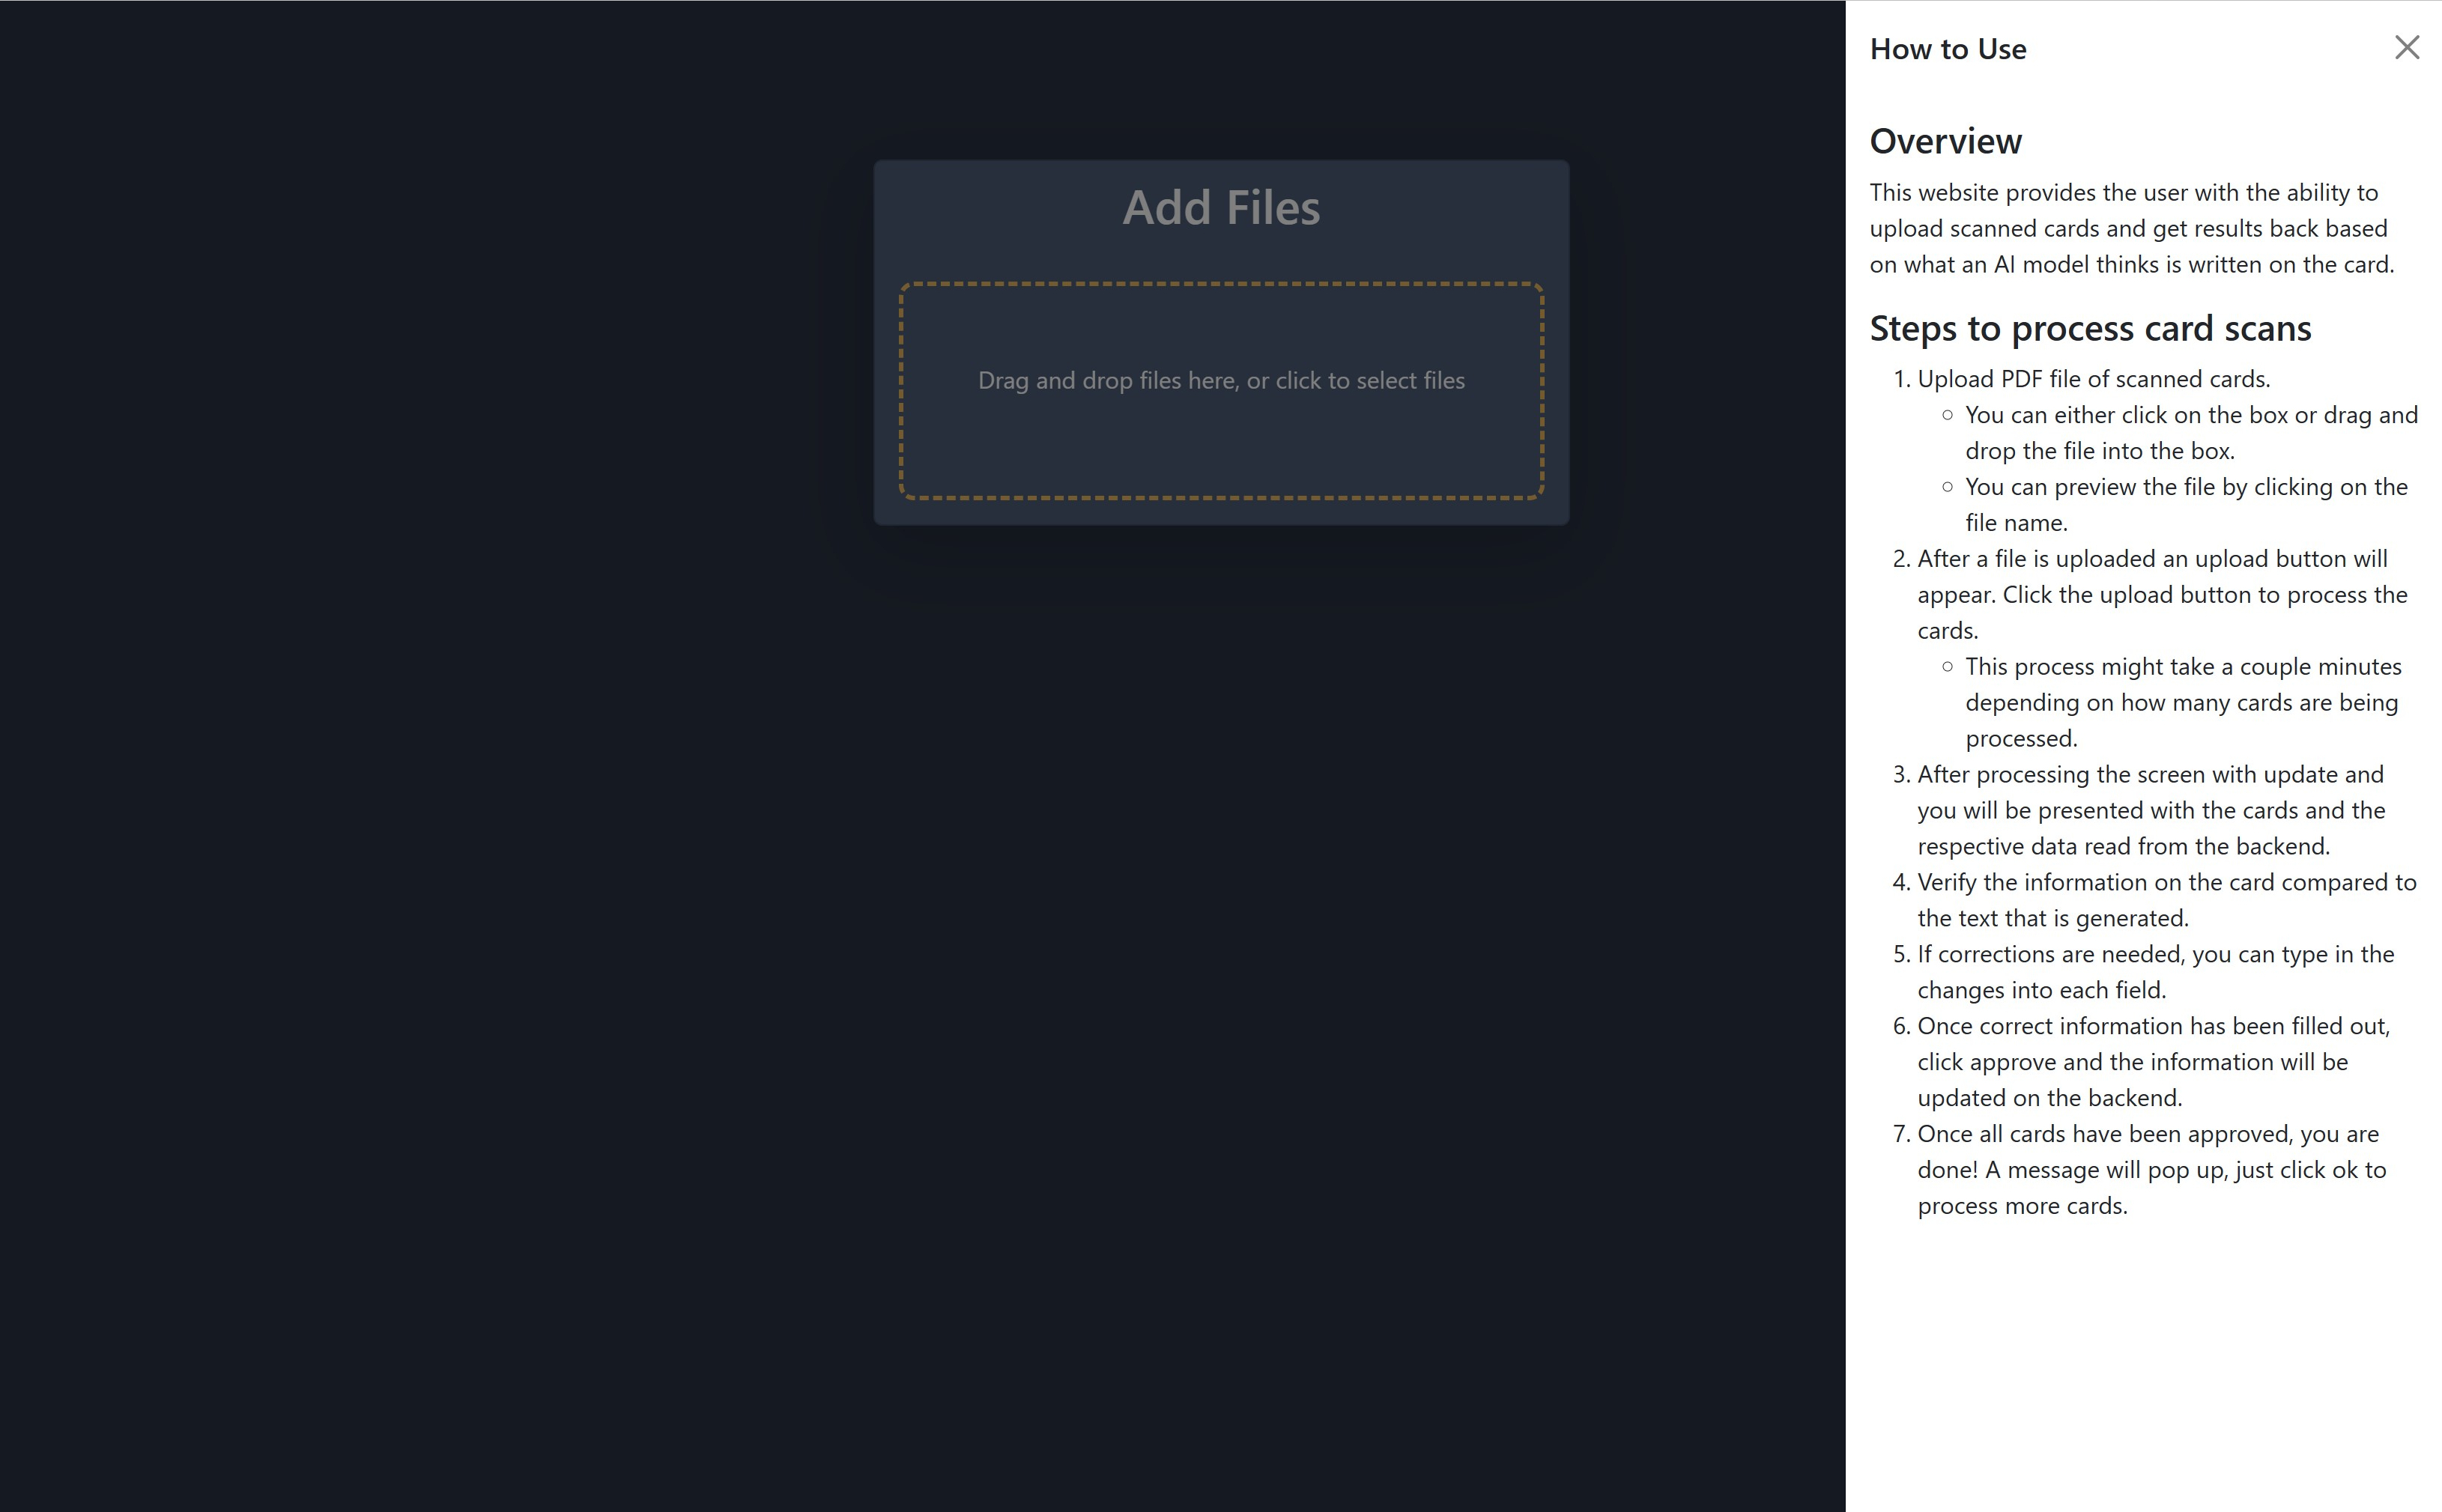 Add Files
Drag and drop files here, or click to select files
How to Use
Overview
This website provides the user with the ability to
upload scanned cards and get results back based
on what an AI model thinks is written on the card.
Steps to process card scans
1. Upload PDF file of scanned cards.
○ You can either click on the box or drag and
drop the file into the box.
○ You can preview the file by clicking on the
file name.
2. After a file is uploaded an upload button will
appear. Click the upload button to process the
cards.
○ This process might take a couple minutes
depending on how many cards are being
processed.
3. After processing the screen with update and
you will be presented with the cards and the
respective data read from the backend.
4. Verify the information on the card compared to
the text that is generated.
5. If corrections are needed, you can type in the
changes into each field.
6. Once correct information has been filled out,
click approve and the information will be
updated on the backend.
7. Once all cards have been approved, you are
done! A message will pop up, just click ok to
process more cards.